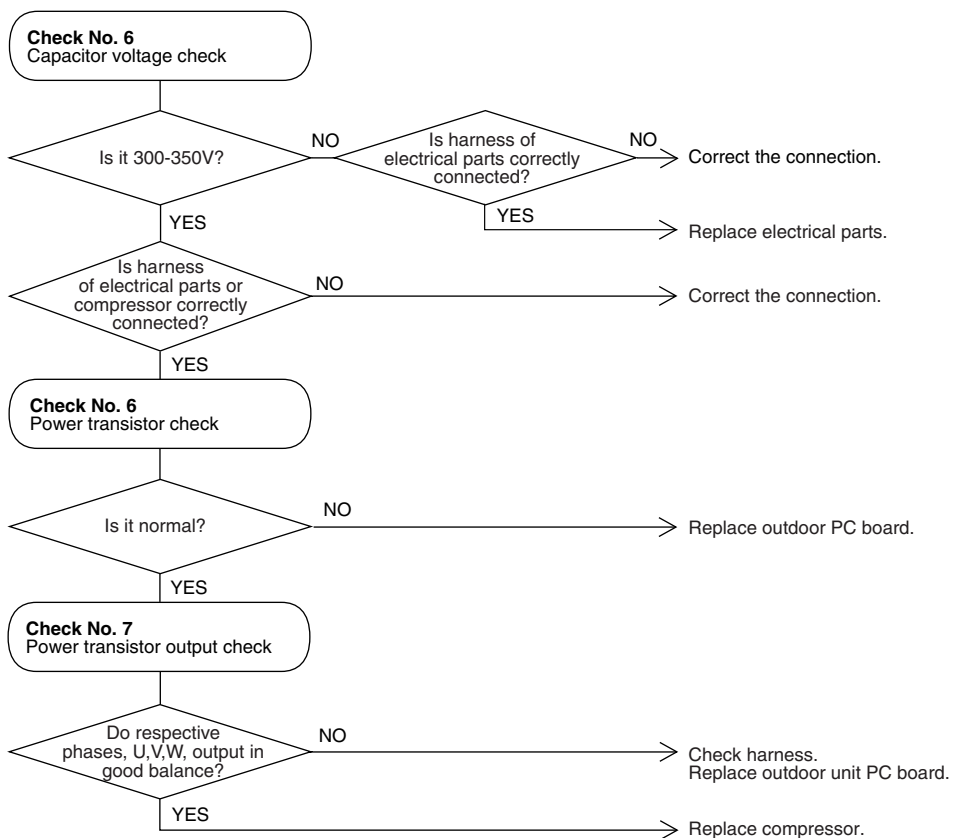 Check No. 6
Capacitor voltage check
Is it 300-350V?
NO
Is harness of
electrical parts correctly
connected?
NO
Correct the connection.
YES
YES
Replace electrical parts.
Is harness
of electrical parts or
compressor correctly
connected?
NO
Correct the connection.
YES
Check No. 6
Power transistor check
Is it normal?
NO
Replace outdoor PC board.
YES
Check No. 7
Power transistor output check
Do respective
phases, U,V,W, output in
good balance?
NO
Check harness.
Replace outdoor unit PC board.
YES
Replace compressor.